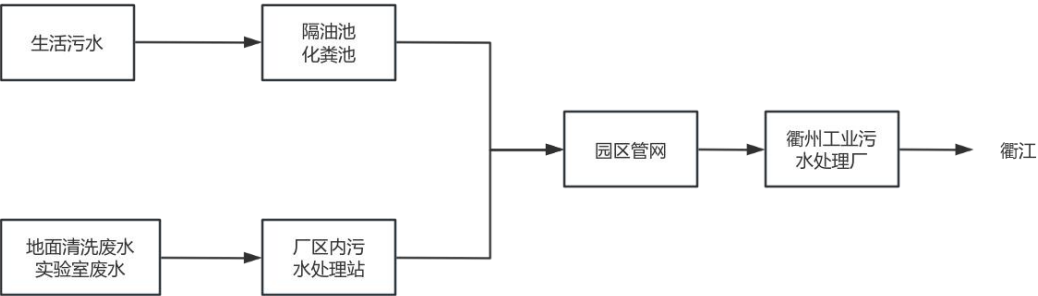 生活污水
隔油池
化粪池
园区管网
衢州工业污
水处理厂
衢江
地面清洗废水
实验室废水
厂区内污
水处理站